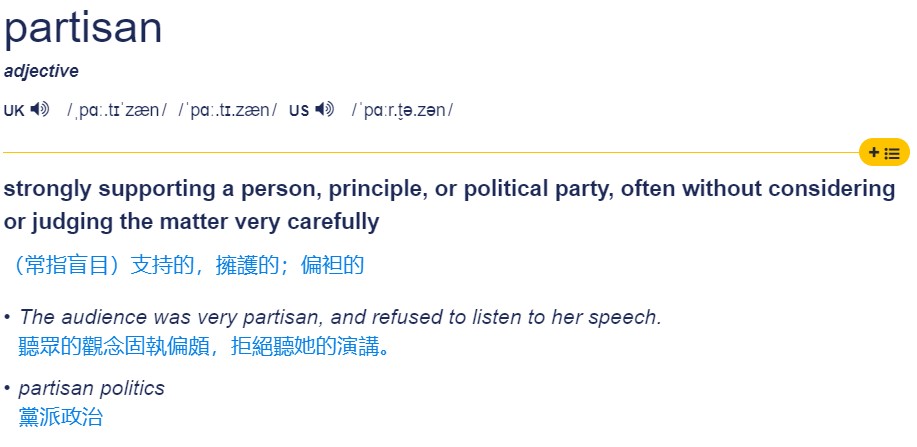 partisan
adjective
UK /ˌpɑː.tɪˈzæn/ /ˈpɑː.tɪ.zæn/ US /ˈpɑːr.t̬ə.zən/
strongly supporting a person, principle, or political party, often without considering
or judging the matter very carefully
（常指盲目）支持的，擁護的；偏袒的
• The audience was very partisan, and refused to listen to her speech.
聽眾的觀念固執偏頗，拒絕聽她的演講。
• partisan politics
黨派政治